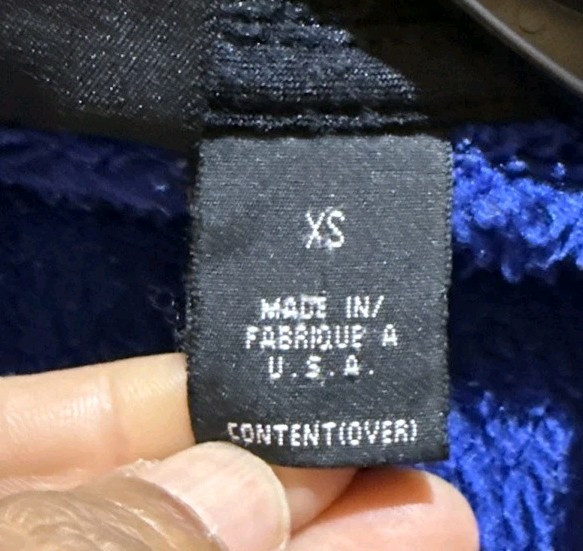 XS
MADE IN/
FABRIQUE A
U.S.A.
CONTENT(OVER)